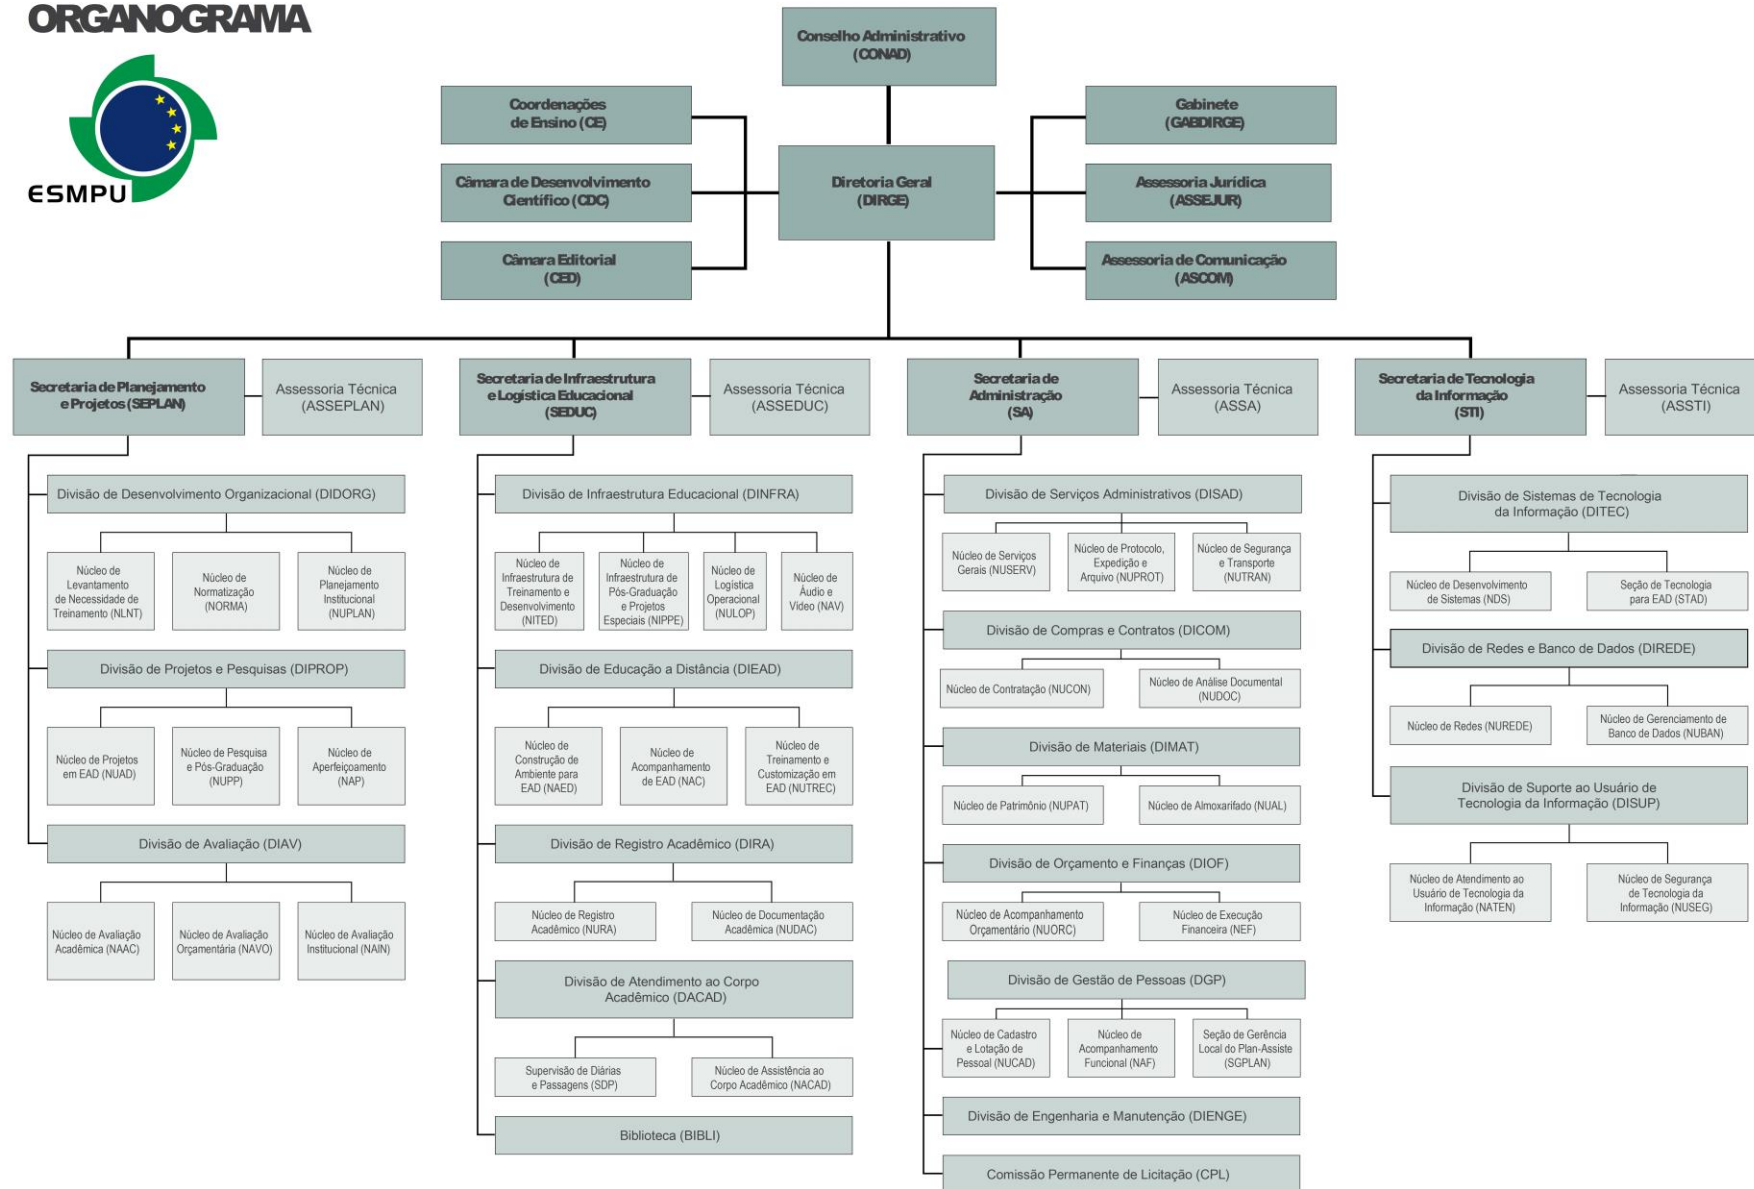 ORGANOGRAMA
ESMPU
Conselho Administrativo
(CONAD)
Coordenações
de Ensino (CE)
Câmara de Desenvolvimento
Científico (CDC)
Câmara Editorial
(CED)
Diretoria Geral
(DIRGE)
Gabinete
(GABDIRGE)
Assessoria Jurídica
(ASSEJUR)
Assessoria de Comunicação
(ASCOM)
Secretaria de Planejamento
e Projetos (SEPLAN)
Assessoria Técnica
(ASSEPLAN)
Divisão de Desenvolvimento Organizacional (DIDORG)
Núcleo de
Levantamento
de Necessidade de
Treinamento (NLNT)
Núcleo de
Normatização
(NORMA)
Núcleo de
Planejamento
Institucional
(NUPLAN)
Divisão de Projetos e Pesquisas (DIPROP)
Núcleo de Projetos
em EAD (NUAD)
Núcleo de Pesquisa
e Pós-Graduação
(NUPP)
Núcleo de
Aperfeiçoamento
(NAP)
Divisão de Avaliação (DIAV)
Núcleo de Avaliação
Acadêmica (NAAC)
Núcleo de Avaliação
Orçamentária (NAVO)
Núcleo de Avaliação
Institucional (NAIN)
Secretaria de Infraestrutura
e Logística Educacional
(SEDUC)
Assessoria Técnica
(ASSEDUC)
Divisão de Infraestrutura Educacional (DINFRA)
Núcleo de
Infraestrutura de
Treinamento e
Desenvolvimento
(NITED)
Núcleo de
Infraestrutura de
Pós-Graduação
e Projetos
Especiais (NIPPE)
Núcleo de
Logística
Operacional
(NULOP)
Núcleo de
Áudio e
Vídeo (NAV)
Divisão de Educação a Distância (DIEAD)
Núcleo de
Construção de
Ambiente para
EAD (NAED)
Núcleo de
Acompanhamento
de EAD (NAC)
Núcleo de
Treinamento e
Customização em
EAD (NUTREC)
Divisão de Registro Acadêmico (DIRA)
Núcleo de Registro
Acadêmico (NURA)
Núcleo de Documentação
Acadêmica (NUDAC)
Divisão de Atendimento ao Corpo
Acadêmico (DACAD)
Supervisão de Diárias
e Passagens (SDP)
Núcleo de Assistência ao
Corpo Acadêmico (NACAD)
Biblioteca (BIBLI)
Secretaria de
Administração
(SA)
Assessoria Técnica
(ASSA)
Divisão de Serviços Administrativos (DISAD)
Núcleo de Serviços
Gerais (NUSERV)
Núcleo de Protocolo,
Expedição e
Arquivo (NUPROT)
Núcleo de Segurança
e Transporte
(NUTRAN)
Divisão de Compras e Contratos (DICOM)
Núcleo de Contratação (NUCON)
Núcleo de Análise Documental
(NUDOC)
Divisão de Materiais (DIMAT)
Núcleo de Patrimônio (NUPAT)
Núcleo de Almoxarifado (NUAL)
Divisão de Orçamento e Finanças (DIOF)
Núcleo de Acompanhamento
Orçamentário (NUORC)
Núcleo de Execução
Financeira (NEF)
Divisão de Gestão de Pessoas (DGP)
Núcleo de Cadastro
e Lotação de
Pessoal (NUCAD)
Núcleo de
Acompanhamento
Funcional (NAF)
Seção de Gerência
Local do Plan-Assiste
(SGPLAN)
Divisão de Engenharia e Manutenção (DIENGE)
Comissão Permanente de Licitação (CPL)
Secretaria de Tecnologia
da Informação
(STI)
Assessoria Técnica
(ASSTI)
Divisão de Sistemas de Tecnologia
da Informação (DITEC)
Núcleo de Desenvolvimento
de Sistemas (NDS)
Seção de Tecnologia
para EAD (STAD)
Divisão de Redes e Banco de Dados (DIREDE)
Núcleo de Redes (NUREDE)
Núcleo de Gerenciamento de
Banco de Dados (NUBAN)
Divisão de Suporte ao Usuário de
Tecnologia da Informação (DISUP)
Núcleo de Atendimento ao
Usuário de Tecnologia da
Informação (NATEN)
Núcleo de Segurança
de Tecnologia da
Informação (NUSEG)